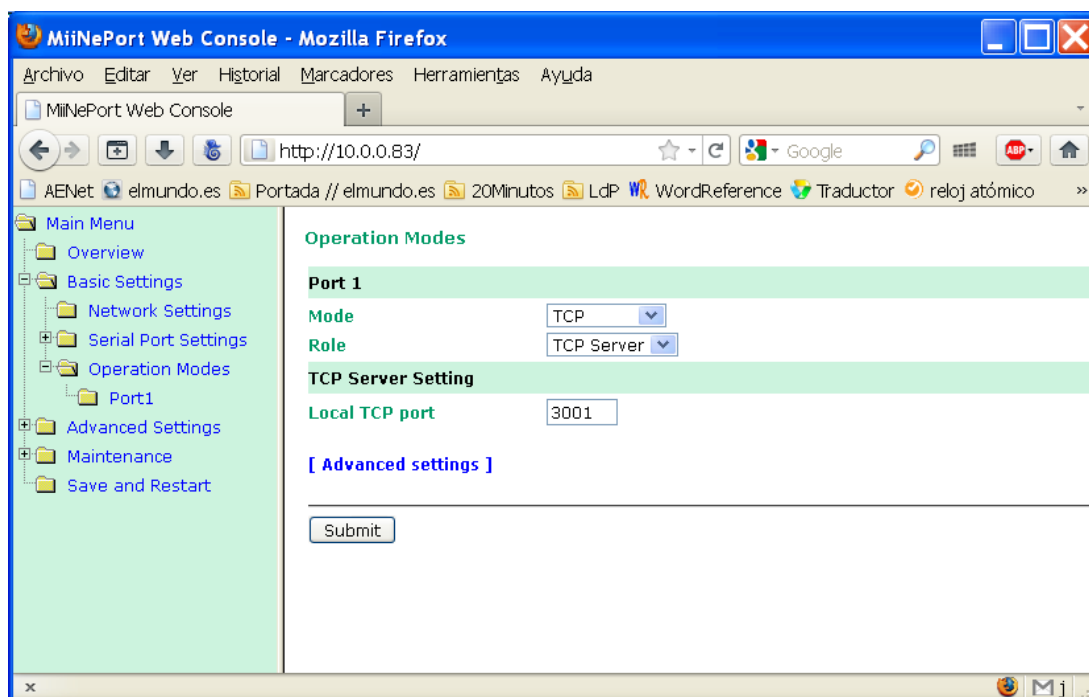 MiiNePort Web Console - Mozilla Firefox
Archivo Editar Ver Historial Marcadores Herramientas Ayuda
MiiNePort Web Console
http://10.0.0.83/
Google
ABP
AENet elmundo.es Portada // elmundo.es 20Minutos LdP WordReference Traductor reloj atómico »
Main Menu
Overview
Basic Settings
Network Settings
Serial Port Settings
Operation Modes
Port1
Advanced Settings
Maintenance
Save and Restart
Operation Modes
Port 1
Mode TCP
Role TCP Server
TCP Server Setting
Local TCP port 3001
[ Advanced settings ]
Submit
x
j